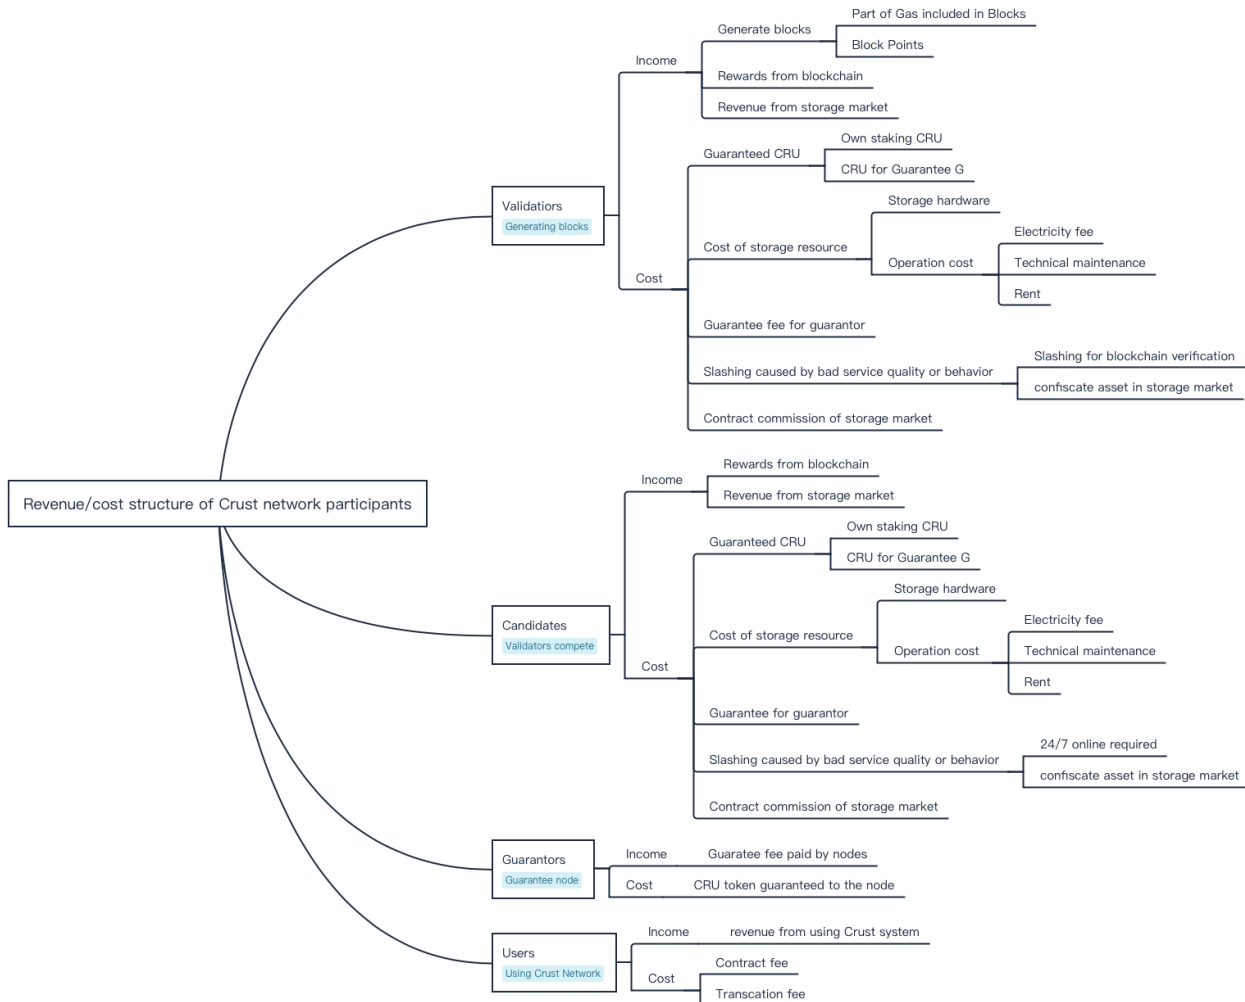 Revenue/cost structure of Crust network participants
Validatiors
Generating blocks
Income
Generate blocks
Part of Gas included in Blocks
Block Points
Rewards from blockchain
Revenue from storage market
Cost
Guaranteed CRU
Own staking CRU
CRU for Guarantee G
Cost of storage resource
Storage hardware
Operation cost
Electricity fee
Technical maintenance
Rent
Guarantee fee for guarantor
Slashing caused by bad service quality or behavior
Slashing for blockchain verification
confiscate asset in storage market
Contract commission of storage market
Candidates
Validators compete
Income
Rewards from blockchain
Revenue from storage market
Cost
Guaranteed CRU
Own staking CRU
CRU for Guarantee G
Cost of storage resource
Storage hardware
Operation cost
Electricity fee
Technical maintenance
Rent
Guarantee for guarantor
Slashing caused by bad service quality or behavior
24/7 online required
confiscate asset in storage market
Contract commission of storage market
Guarantors
Guarantee node
Income
Guaratee fee paid by nodes
Cost
CRU token guaranteed to the node
Users
Using Crust Network
Income
revenue from using Crust system
Cost
Contract fee
Transcation fee